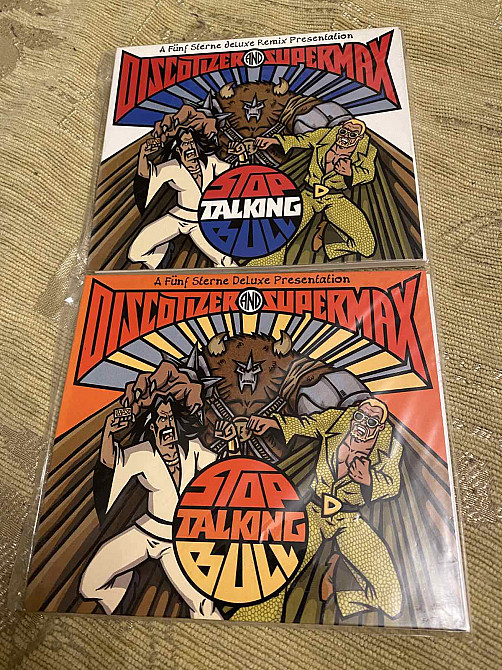 A Fünf Sterne deluxe Remix Presentation
DISCOTIZER AND SUPERMAX
STOP
TALKING
BULL
D
A Fünf Sterne Deluxe Presentation
DISCOTIZER AND SUPERMAX
STOP
TALKING
BULL
D